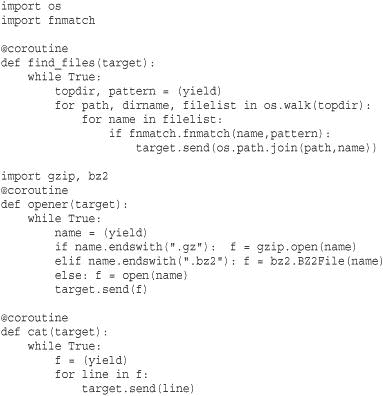 import os
import fnmatch

@coroutine
def find_files(target):
    while True:
        topdir, pattern = (yield)
        for path, dirname, filelist in os.walk(topdir):
            for name in filelist:
                if fnmatch.fnmatch(name,pattern):
                    target.send(os.path.join(path,name))

import gzip, bz2
@coroutine
def opener(target):
    while True:
        name = (yield)
        if name.endswith(".gz"):  f = gzip.open(name)
        elif name.endswith(".bz2"): f = bz2.BZ2File(name)
        else: f = open(name)
        target.send(f)

@coroutine
def cat(target):
    while True:
        f = (yield)
        for line in f:
            target.send(line)